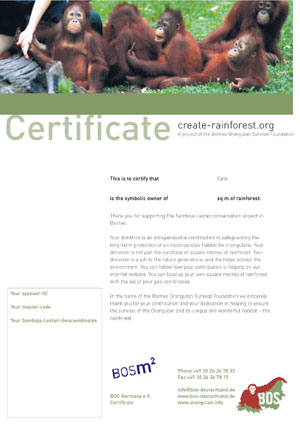 Certificate
create-rainforest.org
A project of the Borneo Orangutan Survival Foundation
This is to certify that
Date
is the symbolic owner of
sq m of rainforest.
Thank you for supporting the Samboja Lestari conservation project in
Borneo.
Your donation is an indispensable contribution in safeguarding the
long-term protection of an incomparable habitat for orangutans. Your
donation is not just the purchase of square metres of rainforest. Your
donation is a gift to the future generations and the helps protect the
environment. You can follow how your contribution is helping on our
internet website. You can locate your own square metres of rainforest
with the aid of your geo-coordinates.
In the name of the Borneo Orangutan Survival Foundation we sincerely
thank you for your contribution and your dedication in helping to ensure
the survival of the Orangutan and its unique and wonderful habitat - the
rainforest
Your sponsor-ID
Your master-code
Your Samboja-Lestari-Geocoordinates
BOSm²
BOS Germany e.V.
Certificate
Phone +49 30 26 36 78 33
Fax +49 30 26 36 78 15
info@bos-deutschland.de
www.bos-deutschland.de
www.orangutan.info
BOS